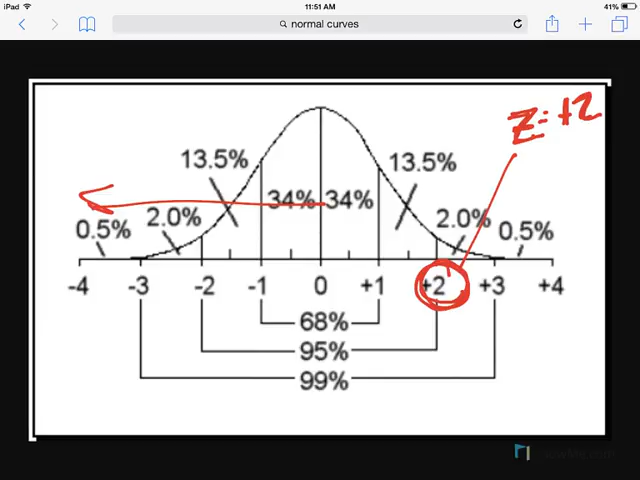 iPad
11:51 AM
41%
normal curves
z=+2
13.5% 13.5%
34% 34%
2.0% 2.0%
0.5% 0.5%
-4 -3 -2 -1 0 +1 +2 +3 +4
68%
95%
99%